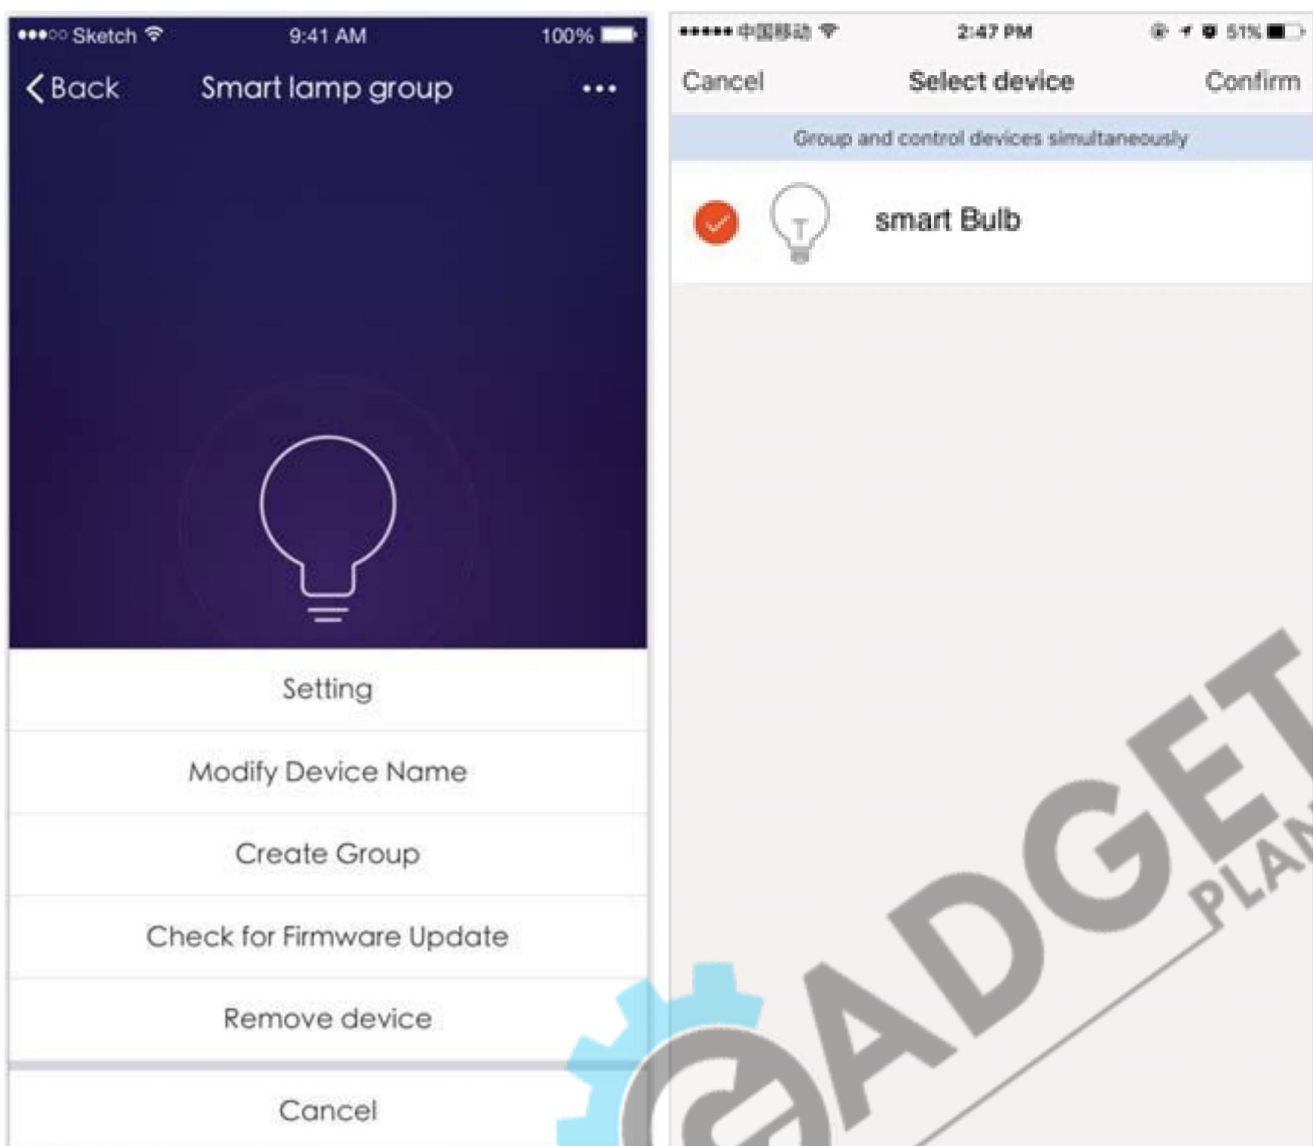 Sketch 9:41 AM 100%
Back Smart lamp group
Setting
Modify Device Name
Create Group
Check for Firmware Update
Remove device
Cancel
中国移动 2:47 PM 51%
Cancel Select device Confirm
Group and control devices simultaneously
T smart Bulb
GADGET
PLAN